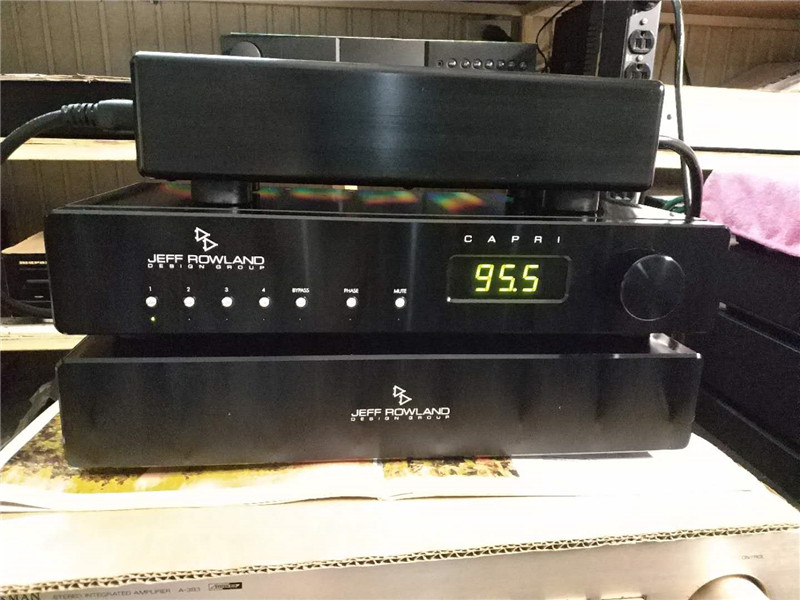 CAPRI
JEFF ROWLAND
DESIGN GROUP
95.5
1 2 3 4 BYPASS PHASE MUTE
JEFF ROWLAND
DESIGN GROUP
STEREO INTEGRATED AMPLIFIER